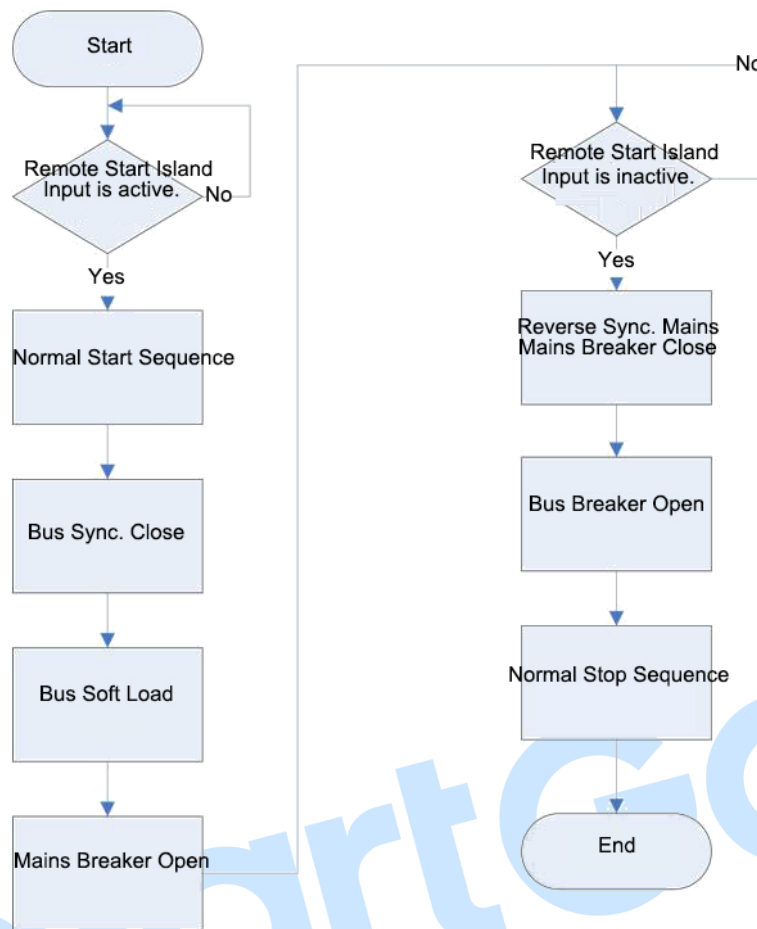 Start
Remote Start Island
Input is active.
No
Yes
Normal Start Sequence
Bus Sync. Close
Bus Soft Load
Mains Breaker Open
No
Remote Start Island
Input is inactive.
Yes
Reverse Sync. Mains
Mains Breaker Close
Bus Breaker Open
Normal Stop Sequence
End